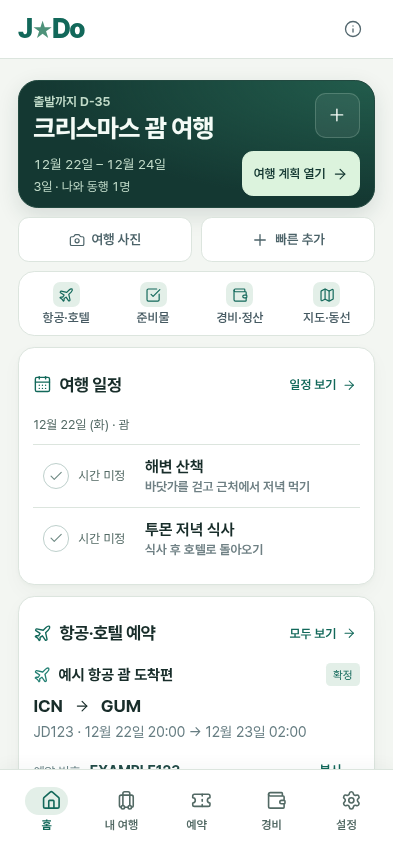 J★Do
출발까지 D-35
크리스마스 괌 여행
12월 22일 – 12월 24일
3일 · 나와 동행 1명
여행 계획 열기 →
여행 사진
빠른 추가
항공·호텔
준비물
경비·정산
지도·동선
여행 일정
일정 보기 →
12월 22일 (화) · 괌
시간 미정
해변 산책
바닷가를 걷고 근처에서 저녁 먹기
시간 미정
투몬 저녁 식사
식사 후 호텔로 돌아오기
항공·호텔 예약
모두 보기 →
예시 항공 괌 도착편
확정
ICN → GUM
JD123 · 12월 22일 20:00 → 12월 23일 02:00
EXAMPLE123
홈
내 여행
예약
경비
설정